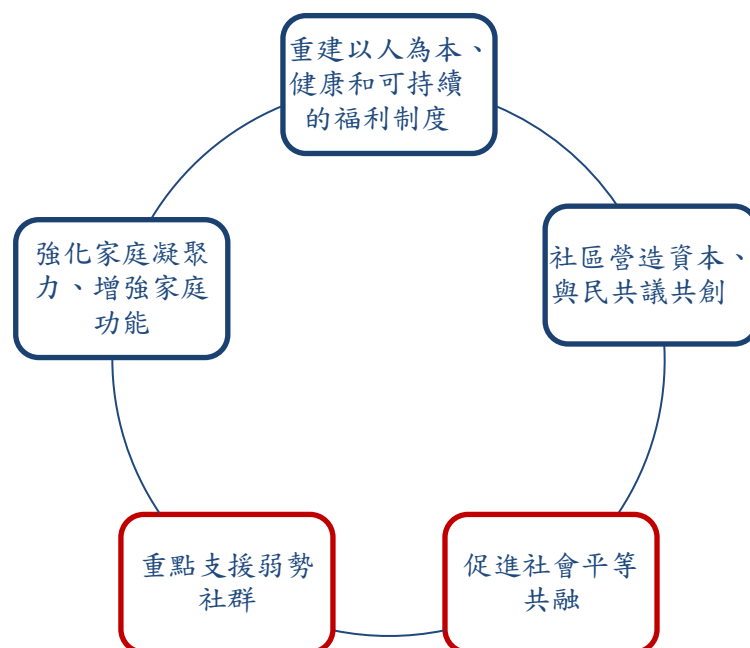 重建以人為本、
健康和可持續
的福利制度
強化家庭凝聚
力、增強家庭
功能
社區營造資本、
與民共議共創
重點支援弱勢
社群
促進社會平等
共融